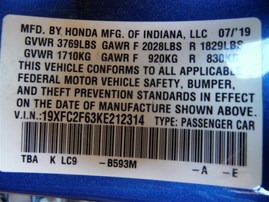 MFD. BY HONDA MFG. OF INDIANA, LLC 07/'19
GVWR 3769LBS GAWR F 2028LBS R 1829LBS
GVWR 1710KG GAWR F 920KG R 830KG
THIS VEHICLE CONFORMS TO ALL APPLICABLE
FEDERAL MOTOR VEHICLE SAFETY, BUMPER,
AND THEFT PREVENTION STANDARDS IN
EFFECT ON THE DATE OF MANUFACTURE
SHOWN ABOVE.
V.I.N.: 19XFC2F63KE212314 TYPE: PASSENGER CAR
TBA K LC9 -B593M -A -E